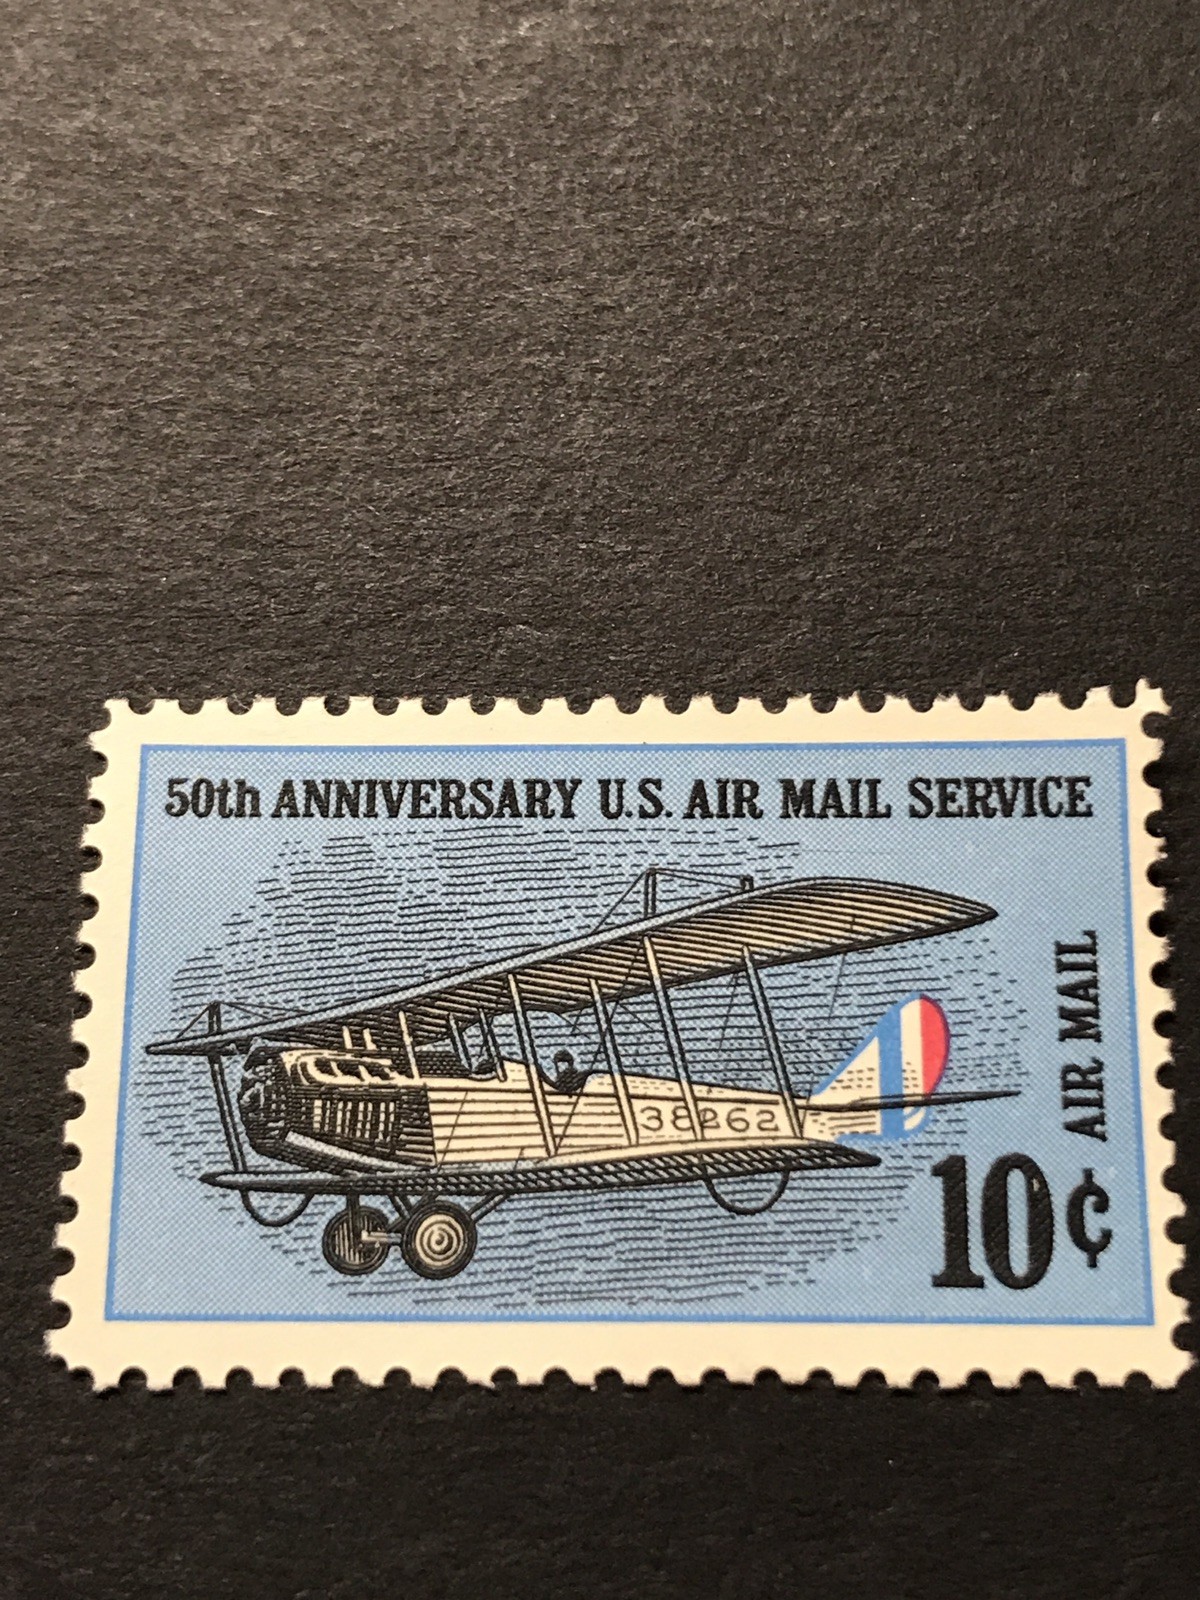 50th ANNIVERSARY U.S. AIR MAIL SERVICE
38262
AIR MAIL
10¢